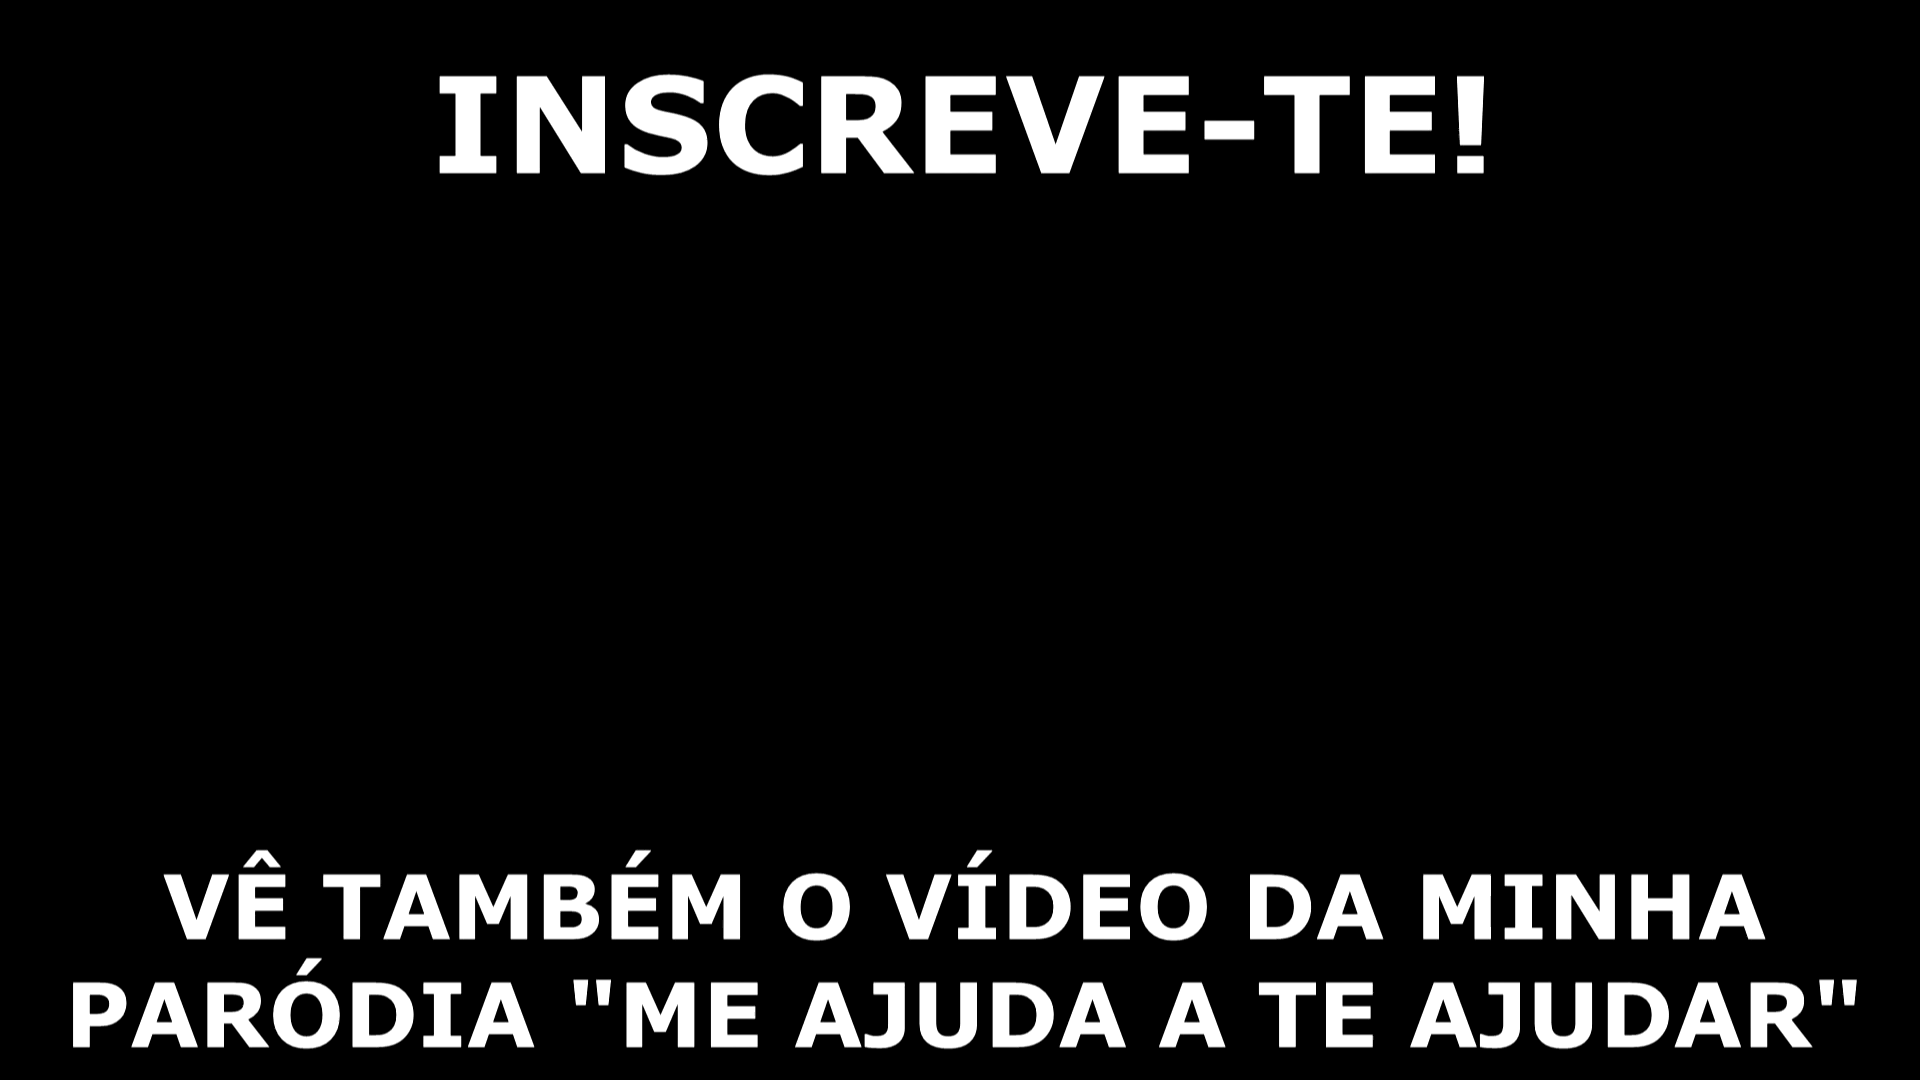 INSCREVE-TE!
VÊ TAMBÉM O VÍDEO DA MINHA
PARÓDIA "ME AJUDA A TE AJUDAR"